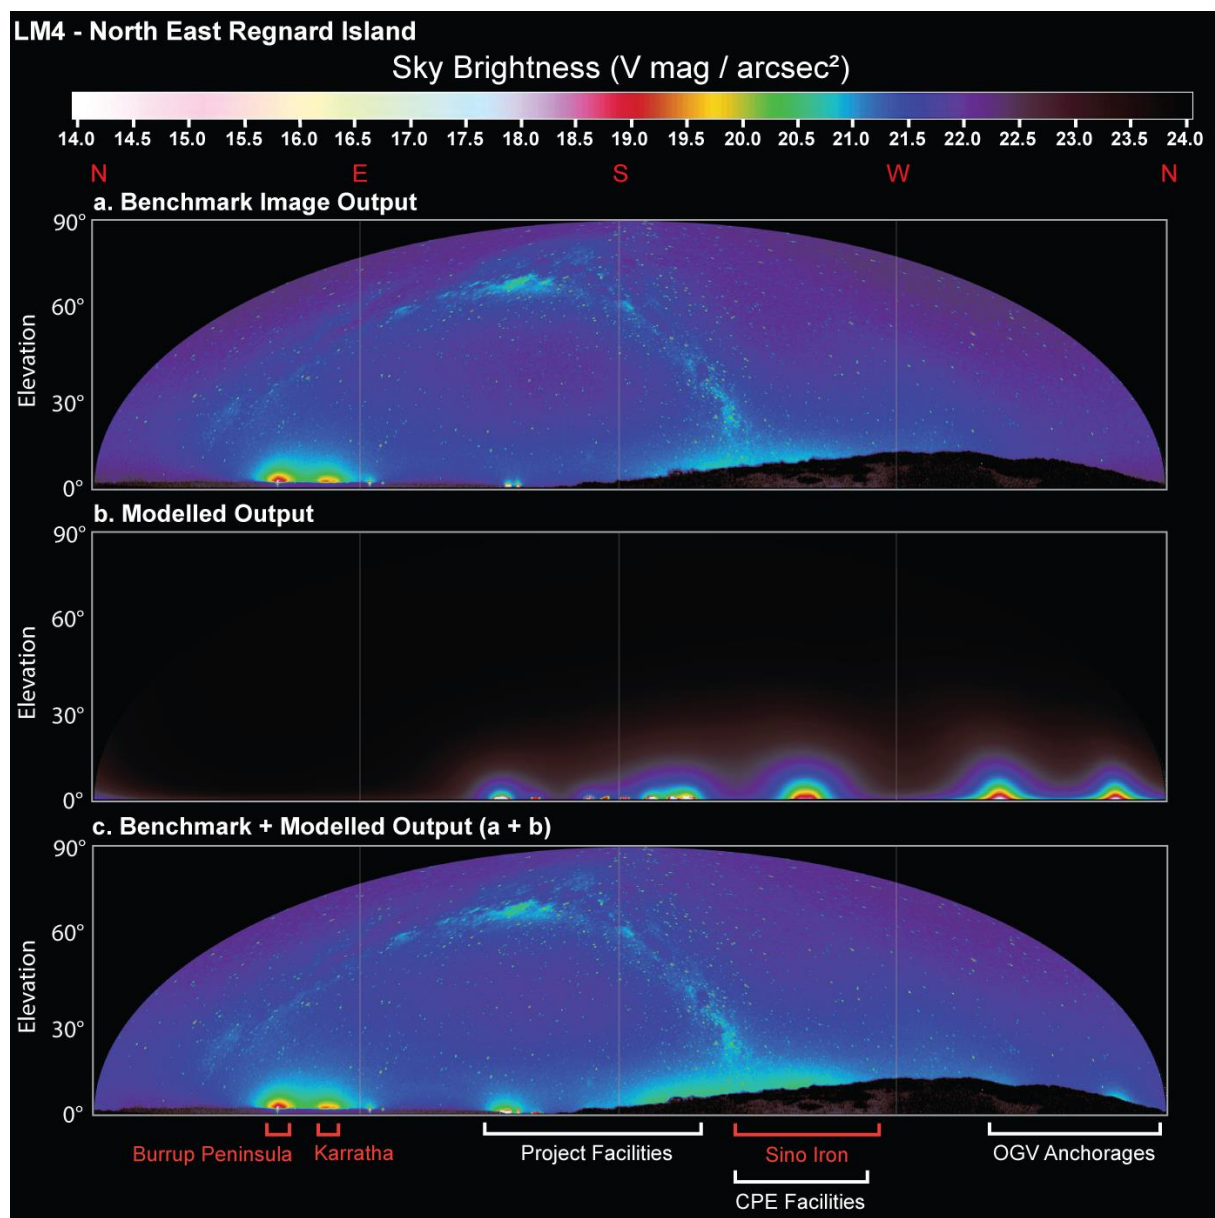 LM4 - North East Regnard Island
Sky Brightness (V mag / arcsec²)
14.0 14.5 15.0 15.5 16.0 16.5 17.0 17.5 18.0 18.5 19.0 19.5 20.0 20.5 21.0 21.5 22.0 22.5 23.0 23.5 24.0
N E S W N
a. Benchmark Image Output
90°
60°
Elevation
30°
0°
b. Modelled Output
90°
60°
Elevation
30°
0°
c. Benchmark + Modelled Output (a + b)
90°
60°
Elevation
30°
0°
Burrup Peninsula Karratha Project Facilities Sino Iron OGV Anchorages
CPE Facilities